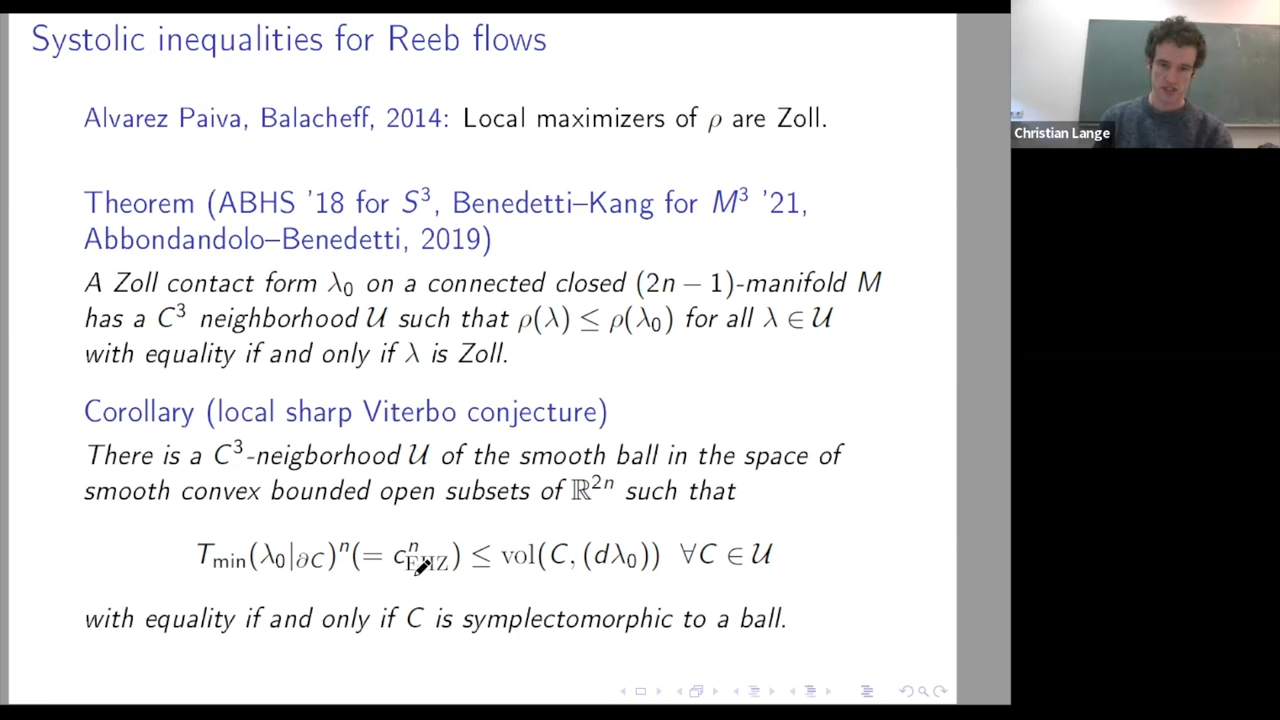 Systolic inequalities for Reeb flows
Alvarez Paiva, Balacheff, 2014: Local maximizers of ρ are Zoll.
Theorem (ABHS '18 for S³, Benedetti–Kang for M³ '21,
Abbondandolo–Benedetti, 2019)
A Zoll contact form λ₀ on a connected closed (2n − 1)-manifold M
has a C³ neighborhood 𝒰 such that ρ(λ) ≤ ρ(λ₀) for all λ ∈ 𝒰
with equality if and only if λ is Zoll.
Corollary (local sharp Viterbo conjecture)
There is a C³-neigborhood 𝒰 of the smooth ball in the space of
smooth convex bounded open subsets of ℝ²ⁿ such that
T_min(λ₀|∂C)ⁿ(= cⁿ_EHZ) ≤ vol(C, (dλ₀)) ∀C ∈ 𝒰
with equality if and only if C is symplectomorphic to a ball.
Christian Lange